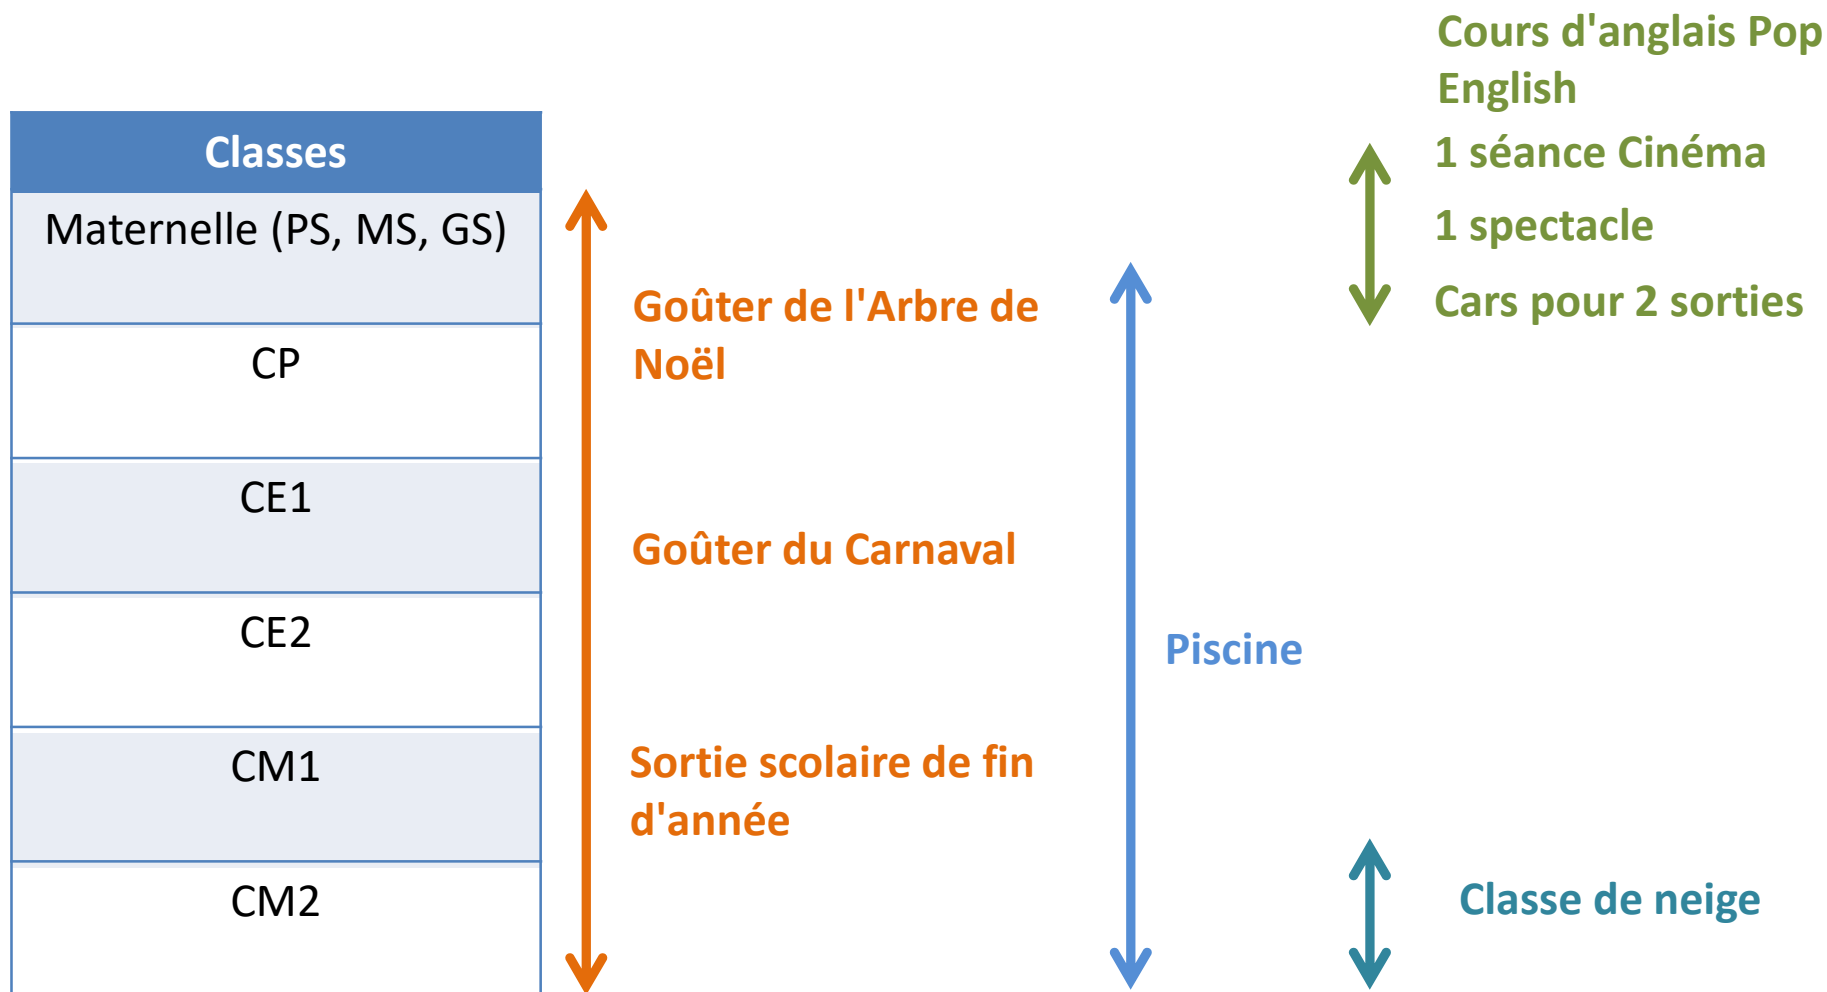 Classes
Maternelle (PS, MS, GS)
CP
CE1
CE2
CM1
CM2
Goûter de l'Arbre de
Noël
Goûter du Carnaval
Sortie scolaire de fin
d'année
Piscine
Cours d'anglais Pop
English
1 séance Cinéma
1 spectacle
Cars pour 2 sorties
Classe de neige